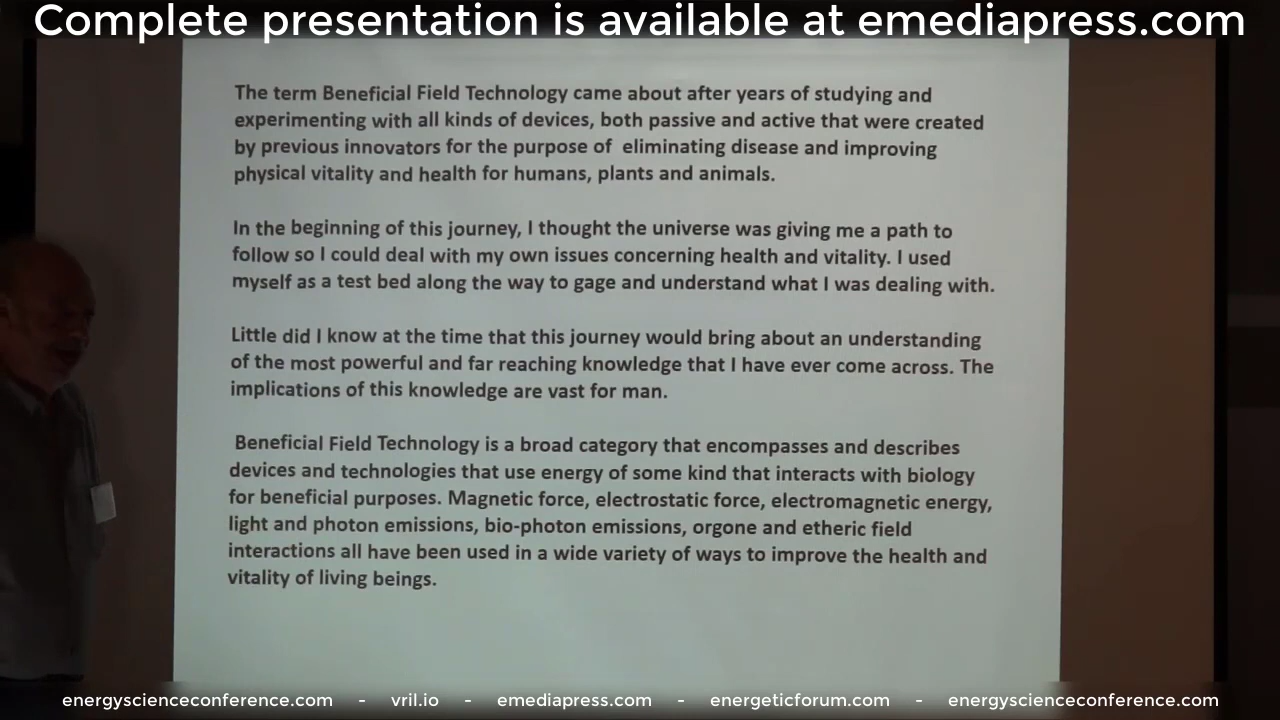 Complete presentation is available at emediapress.com
The term Beneficial Field Technology came about after years of studying and
experimenting with all kinds of devices, both passive and active that were created
by previous innovators for the purpose of  eliminating disease and improving
physical vitality and health for humans, plants and animals.
In the beginning of this journey, I thought the universe was giving me a path to
follow so I could deal with my own issues concerning health and vitality. I used
myself as a test bed along the way to gage and understand what I was dealing with.
Little did I know at the time that this journey would bring about an understanding
of the most powerful and far reaching knowledge that I have ever come across. The
implications of this knowledge are vast for man.
Beneficial Field Technology is a broad category that encompasses and describes
devices and technologies that use energy of some kind that interacts with biology
for beneficial purposes. Magnetic force, electrostatic force, electromagnetic energy,
light and photon emissions, bio-photon emissions, orgone and etheric field
interactions all have been used in a wide variety of ways to improve the health and
vitality of living beings.
energyscienceconference.com - vril.io - emediapress.com - energeticforum.com - energyscienceconference.com